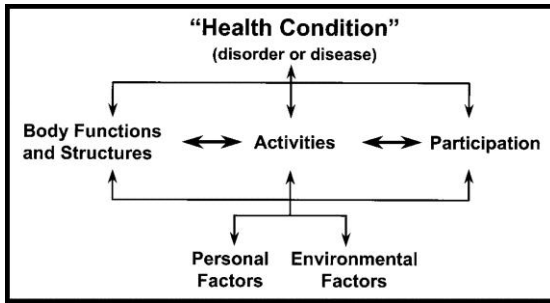 “Health Condition”
(disorder or disease)
Body Functions
and Structures
Activities
Participation
Personal
Factors
Environmental
Factors